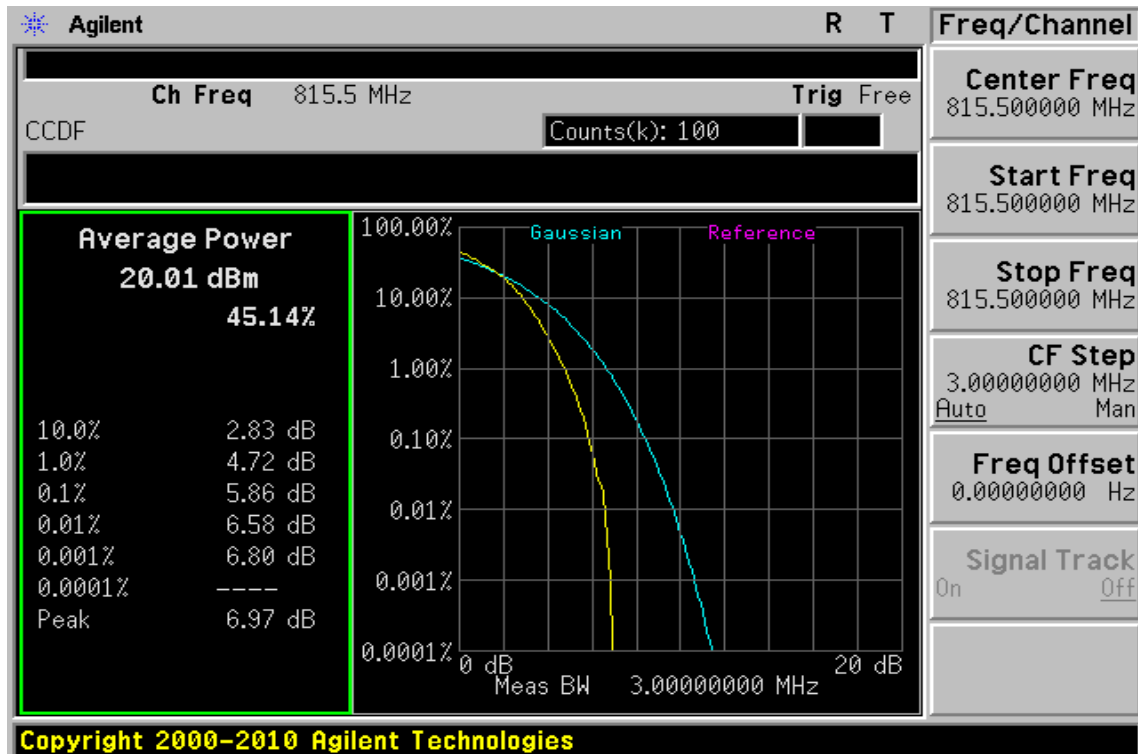 Agilent R T Freq/Channel
Ch Freq 815.5 MHz Trig Free
CCDF Counts(k): 100
Center Freq
815.500000 MHz
Start Freq
815.500000 MHz
Stop Freq
815.500000 MHz
CF Step
3.00000000 MHz
Auto Man
Freq Offset
0.00000000 Hz
Signal Track
On Off
Average Power
20.01 dBm
45.14%
10.0% 2.83 dB
1.0% 4.72 dB
0.1% 5.86 dB
0.01% 6.58 dB
0.001% 6.80 dB
0.0001% ----
Peak 6.97 dB
Gaussian Reference
100.00%
10.00%
1.00%
0.10%
0.01%
0.001%
0.0001%
0 dB 20 dB
Meas BW 3.00000000 MHz
Copyright 2000-2010 Agilent Technologies